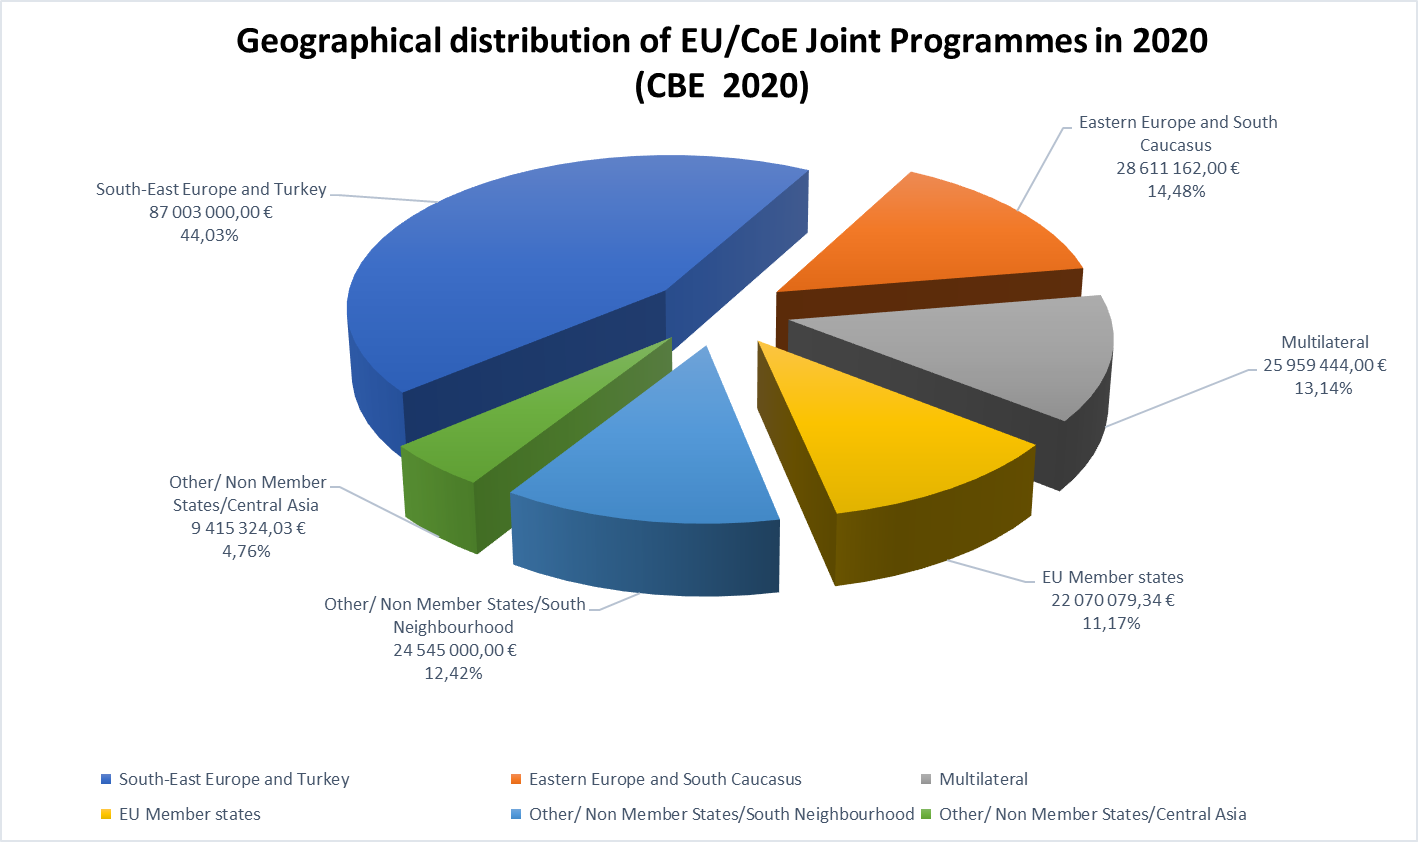 Geographical distribution of EU/CoE Joint Programmes in 2020
(CBE  2020)
Eastern Europe and South
Caucasus
28 611 162,00 €
14,48%
South-East Europe and Turkey
87 003 000,00 €
44,03%
Multilateral
25 959 444,00 €
13,14%
Other/ Non Member
States/Central Asia
9 415 324,03 €
4,76%
EU Member states
22 070 079,34 €
11,17%
Other/ Non Member States/South
Neighbourhood
24 545 000,00 €
12,42%
South-East Europe and Turkey
Eastern Europe and South Caucasus
Multilateral
EU Member states
Other/ Non Member States/South Neighbourhood
Other/ Non Member States/Central Asia